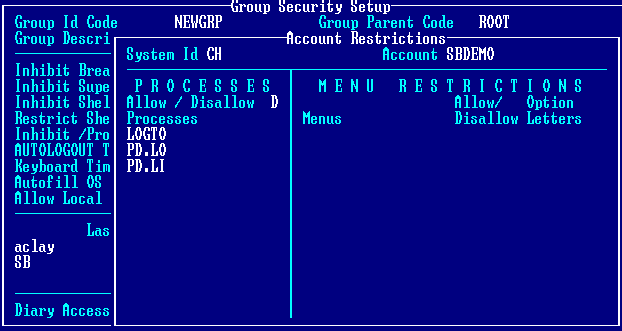 Group Security Setup
Group Id Code NEWGRP Group Parent Code ROOT
Group Descri
Account Restrictions
System Id CH Account SBDEMO
Inhibit Brea
Inhibit Supe
Inhibit Shel
Restrict She
Inhibit /Pro
AUTOLOGOUT T
Keyboard Tim
Autofill OS
Allow Local
Las
aclay
SB
Diary Access
P R O C E S S E S
Allow / Disallow D
Processes
LOGTO
PD.LO
PD.LI
M E N U R E S T R I C T I O N S
Allow/ Option
Menus Disallow Letters